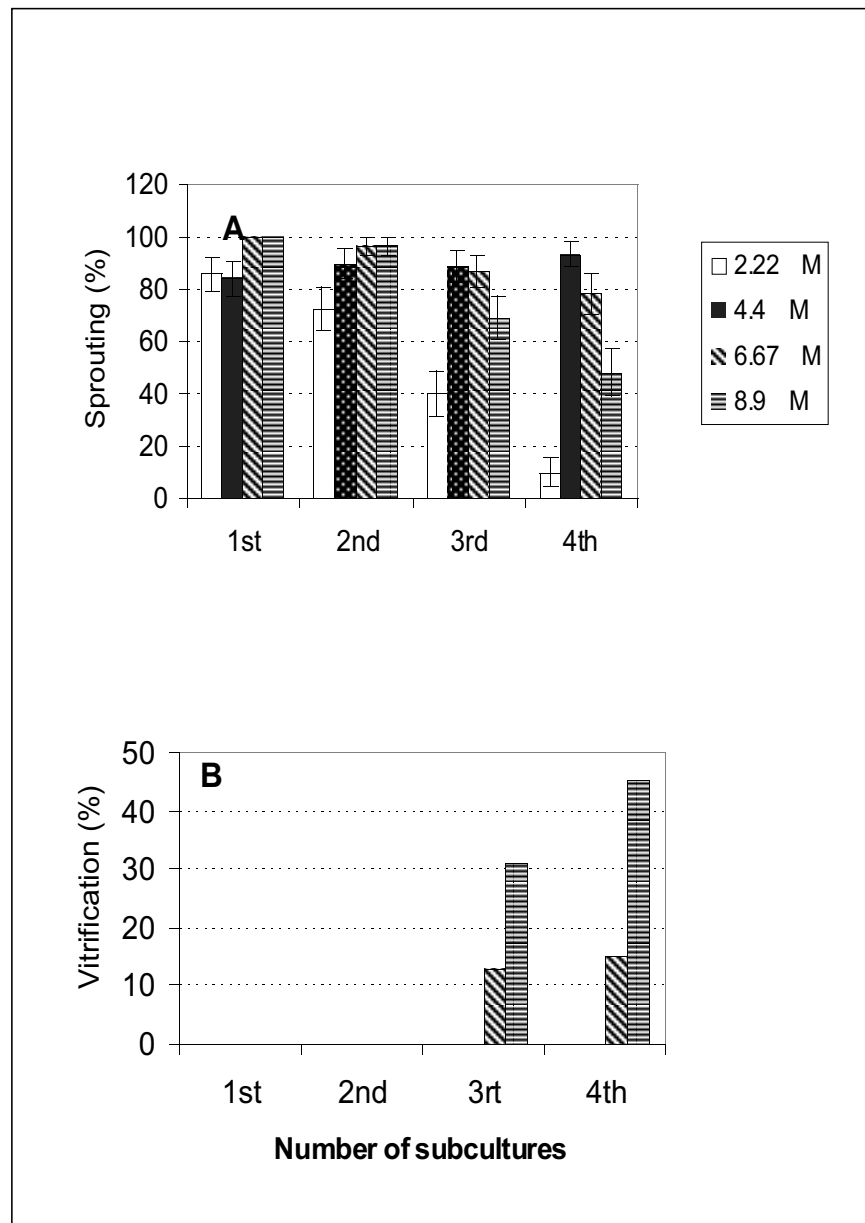 120
100
80
60
40
20
0
Sprouting (%)
A
1st 2nd 3rd 4th
2.22 M
4.4 M
6.67 M
8.9 M
50
40
30
20
10
0
Vitrification (%)
B
1st 2nd 3rt 4th
Number of subcultures